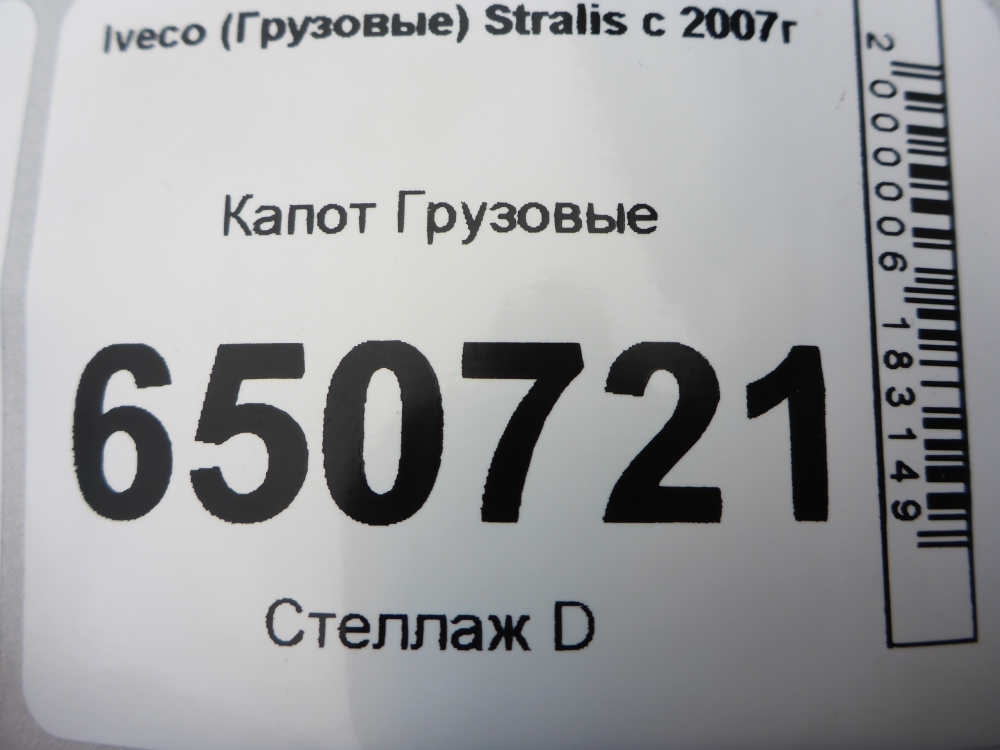 Iveco (Грузовые) Stralis с 2007г
Капот Грузовые
650721
Стеллаж D
2000006183149